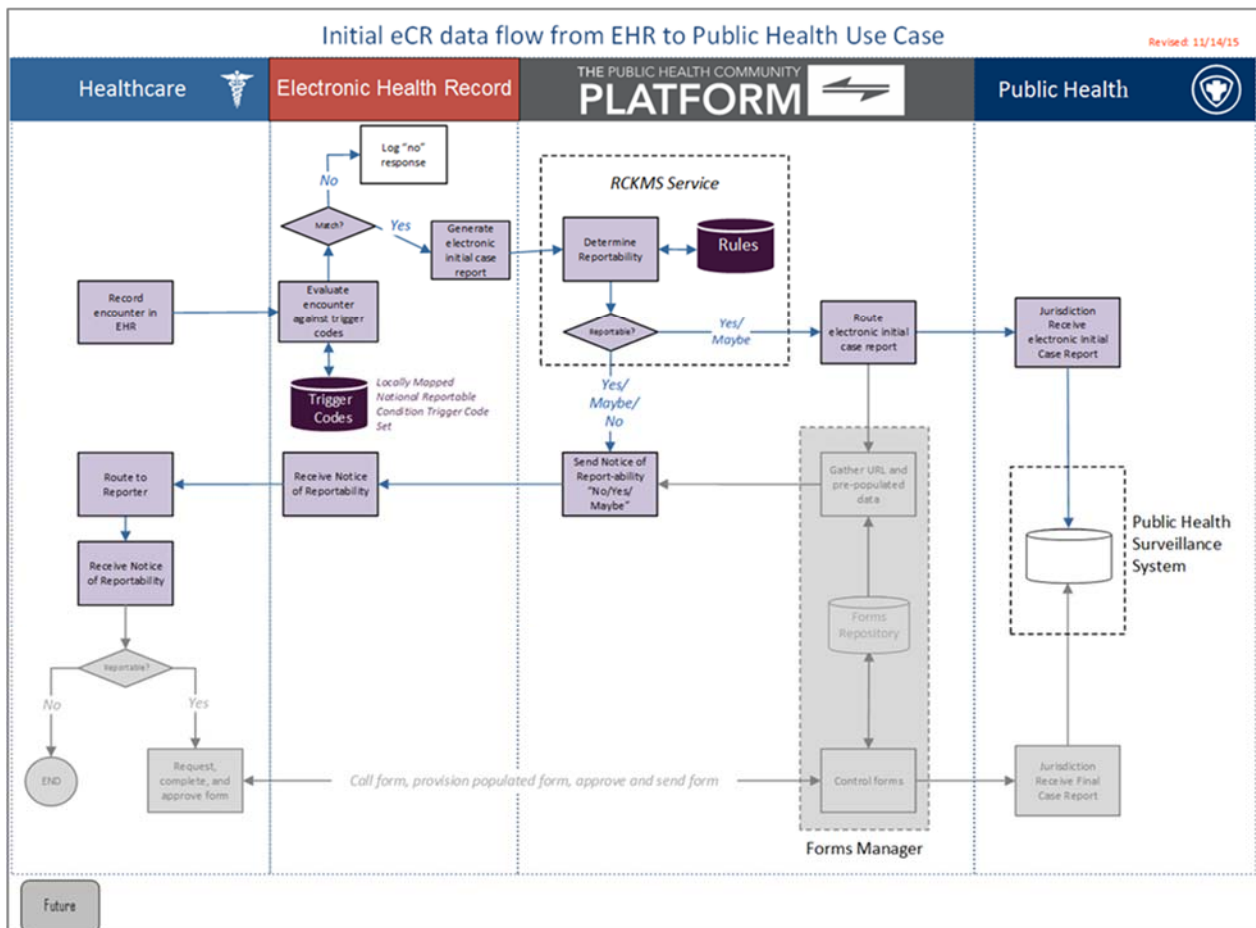 Initial eCR data flow from EHR to Public Health Use Case
Revised: 11/14/15
Healthcare
Electronic Health Record
THE PUBLIC HEALTH COMMUNITY
PLATFORM
Public Health
Log "no"
response
No
Match?
Yes
Generate
electronic
initial case
report
RCKMS Service
Determine
Reportability
Rules
Record
encounter in
EHR
Evaluate
encounter
against trigger
codes
Reportable?
Yes/
Maybe
Route
electronic initial
case report
Jurisdiction
Receive
electronic Initial
Case Report
Trigger
Codes
Locally Mapped
National Reportable
Condition Trigger Code
Set
Yes/
Maybe/
No
Route to
Reporter
Receive Notice
of Reportability
Send Notice of
Report-ability
"No/Yes/
Maybe"
Gather URL and
pre-populated
data
Public Health
Surveillance
System
Receive Notice
of Reportability
Forms
Repository
Reportable?
No
Yes
END
Request,
complete, and
approve form
Call form, provision populated form, approve and send form
Control forms
Jurisdiction
Receive Final
Case Report
Forms Manager
Future